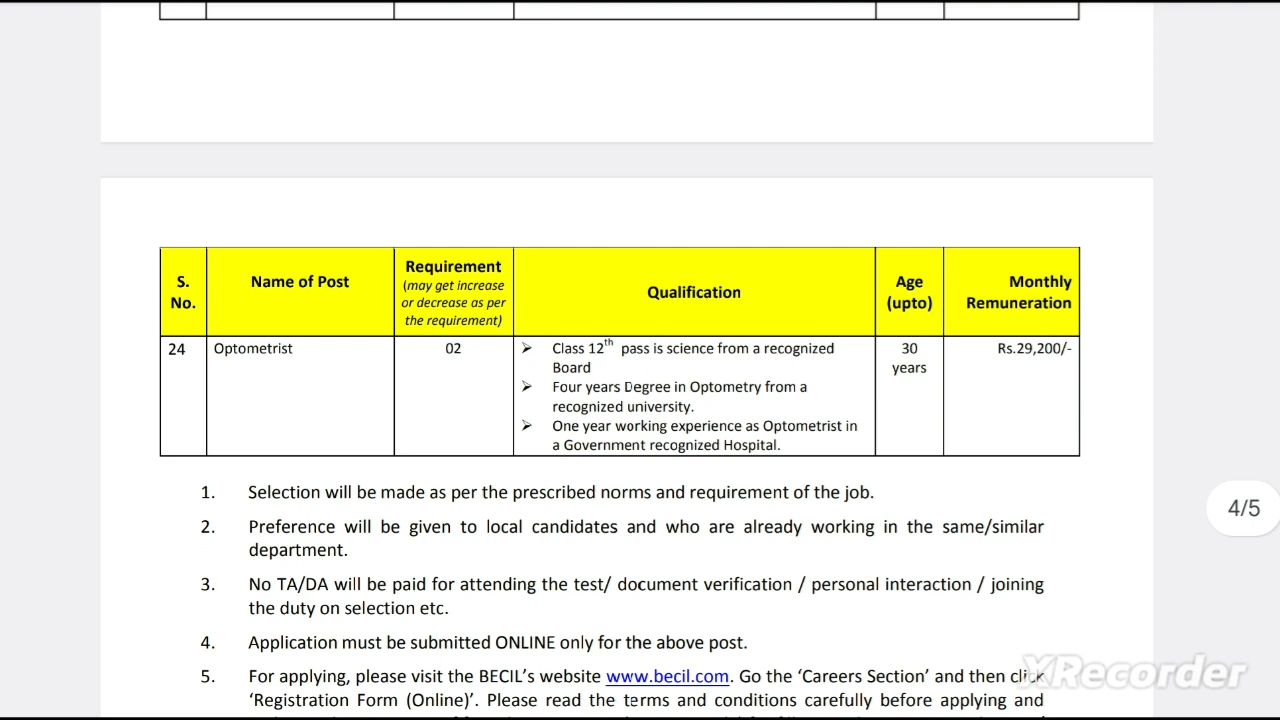 S. No.
Name of Post
Requirement
(may get increase
or decrease as per
the requirement)
Qualification
Age
(upto)
Monthly
Remuneration
24
Optometrist
02
➢ Class 12th pass is science from a recognized
Board
➢ Four years Degree in Optometry from a
recognized university.
➢ One year working experience as Optometrist in
a Government recognized Hospital.
30
years
Rs.29,200/-
1. Selection will be made as per the prescribed norms and requirement of the job.
2. Preference will be given to local candidates and who are already working in the same/similar
department.
3. No TA/DA will be paid for attending the test/ document verification / personal interaction / joining
the duty on selection etc.
4. Application must be submitted ONLINE only for the above post.
5. For applying, please visit the BECIL’s website www.becil.com. Go the ‘Careers Section’ and then click
‘Registration Form (Online)’. Please read the terms and conditions carefully before applying and
4/5
XRecorder